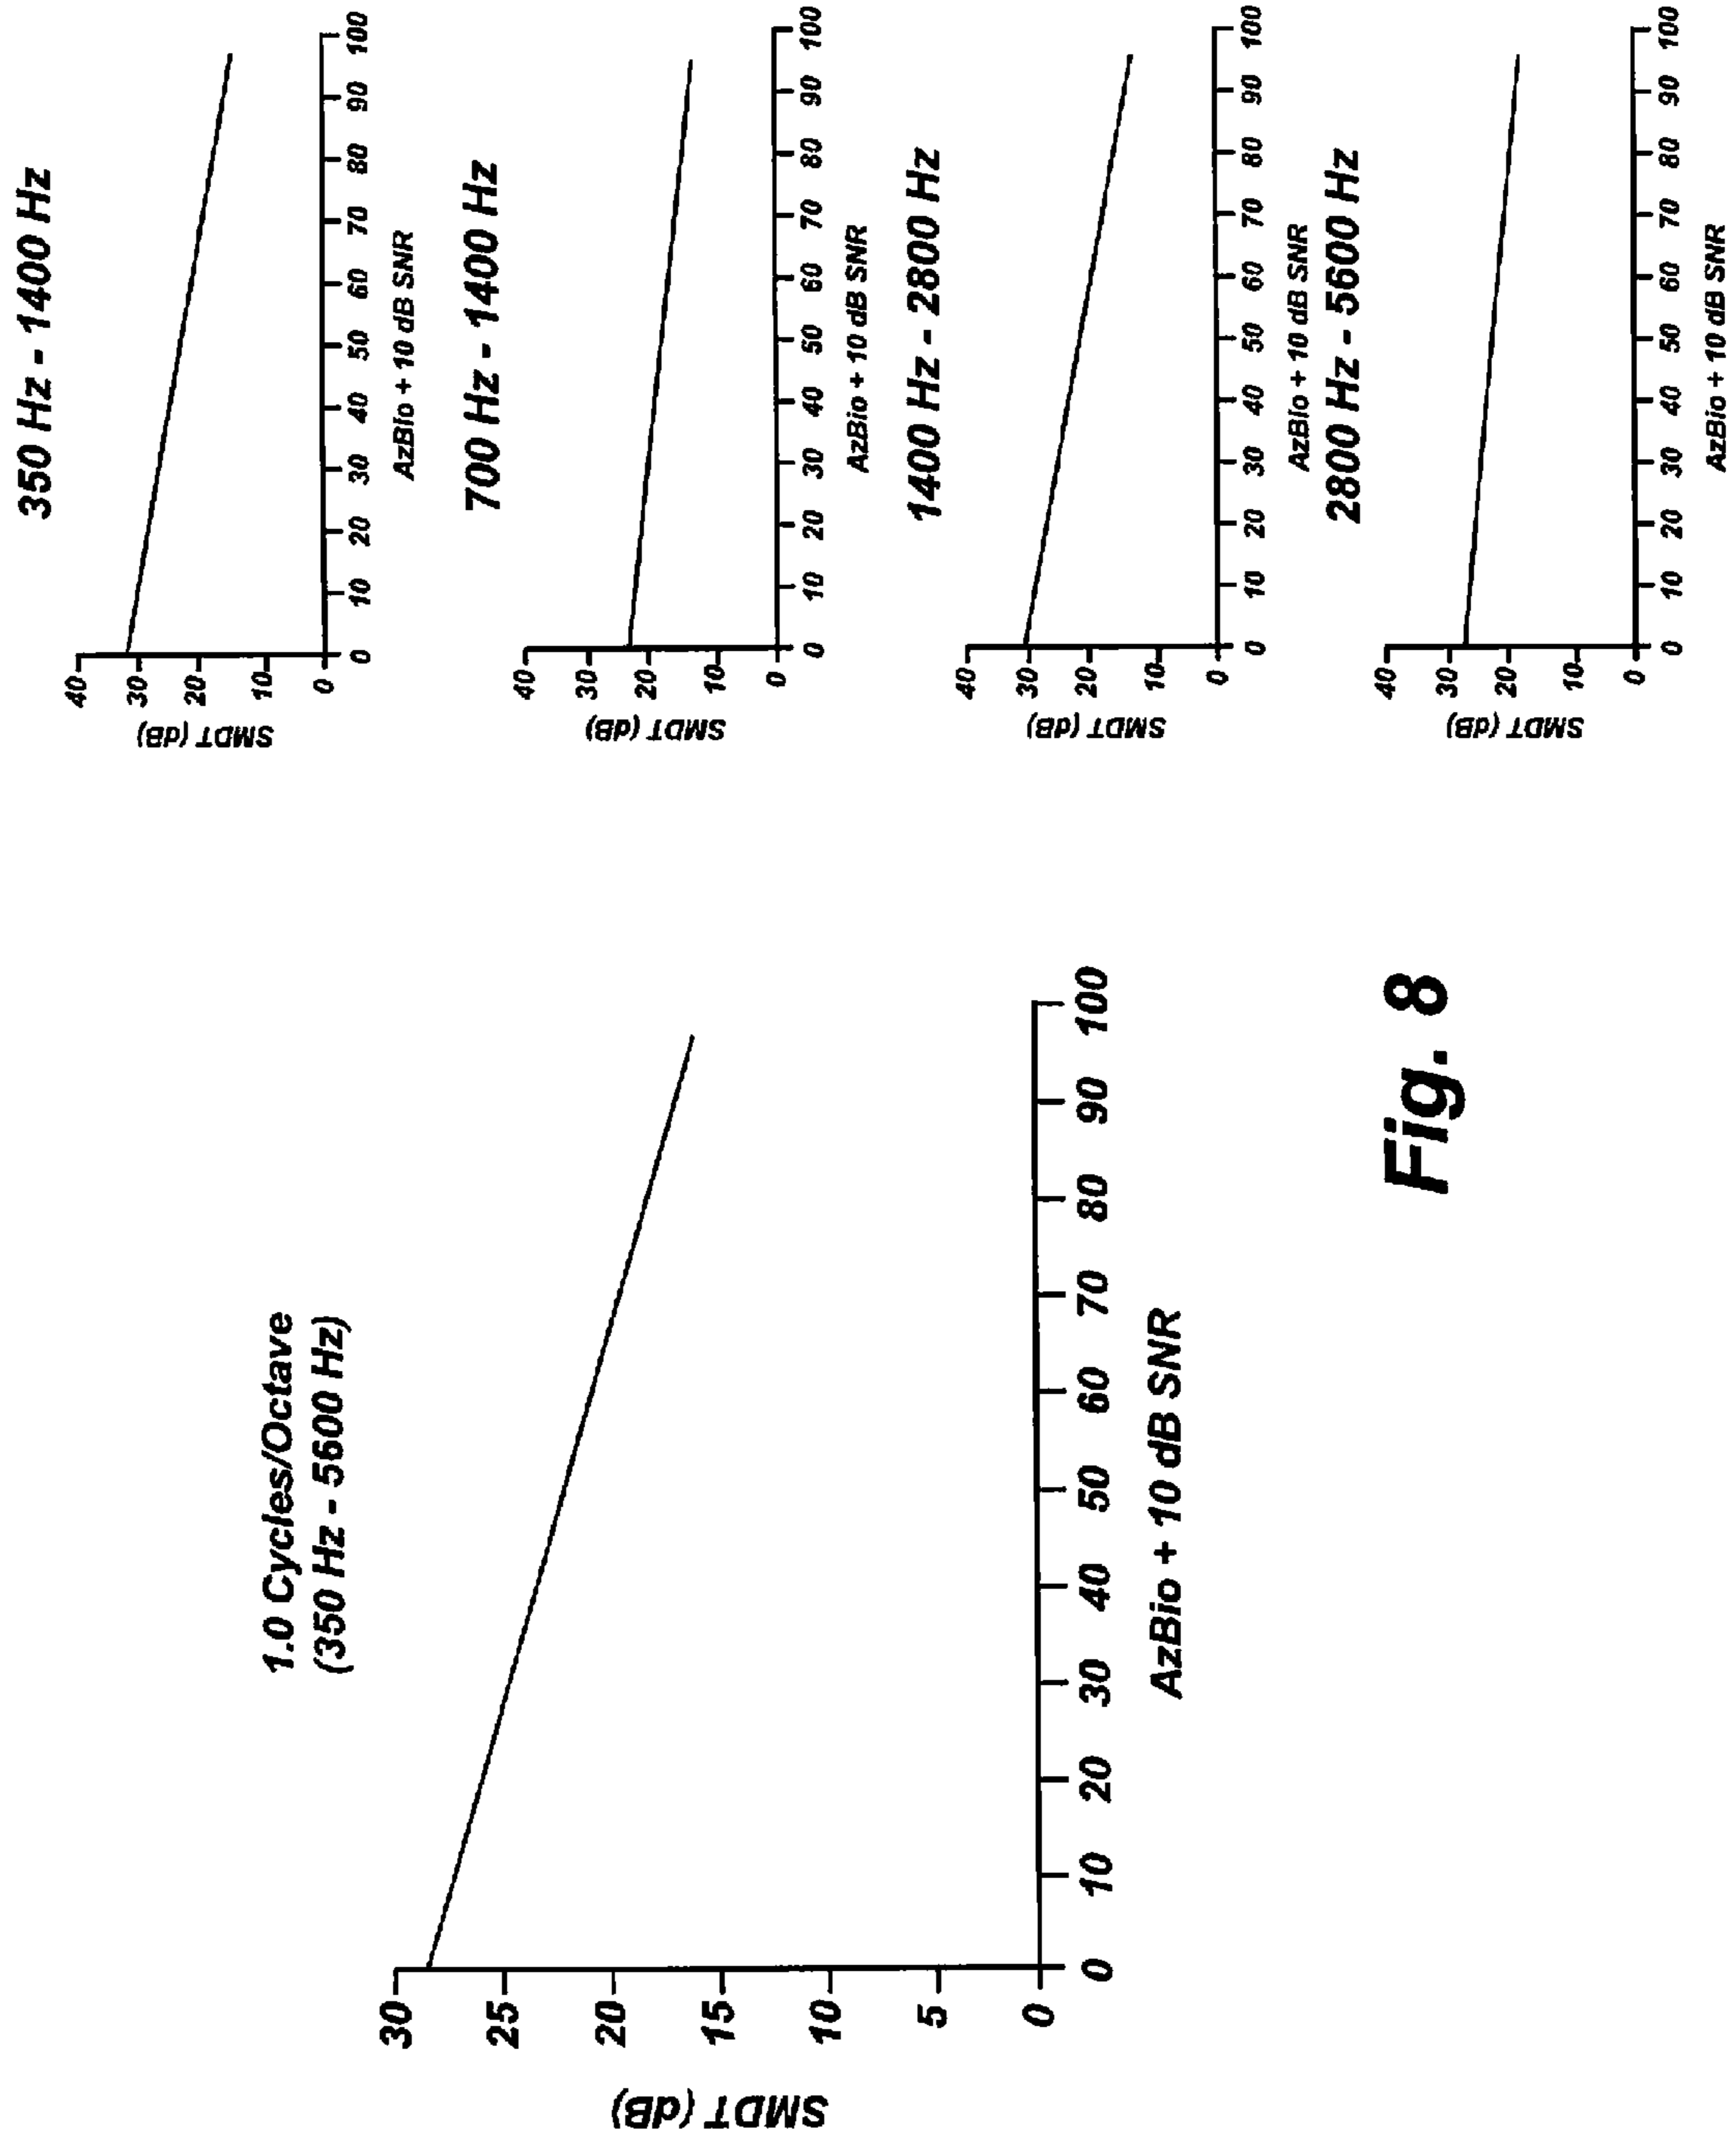 1.0 Cycles/Octave
(350 Hz - 5600 Hz)
SMDT (dB)
30
25
20
15
10
5
0
0 10 20 30 40 50 60 70 80 90 100
AzBio + 10 dB SNR
350 Hz - 1400 Hz
SMDT (dB)
40
30
20
10
0
0 10 20 30 40 50 60 70 80 90 100
AzBio + 10 dB SNR
700 Hz - 1400 Hz
SMDT (dB)
40
30
20
10
0
0 10 20 30 40 50 60 70 80 90 100
AzBio + 10 dB SNR
1400 Hz - 2800 Hz
SMDT (dB)
40
30
20
10
0
0 10 20 30 40 50 60 70 80 90 100
AzBio + 10 dB SNR
2800 Hz - 5600 Hz
SMDT (dB)
40
30
20
10
0
0 10 20 30 40 50 60 70 80 90 100
AzBio + 10 dB SNR
Fig. 8